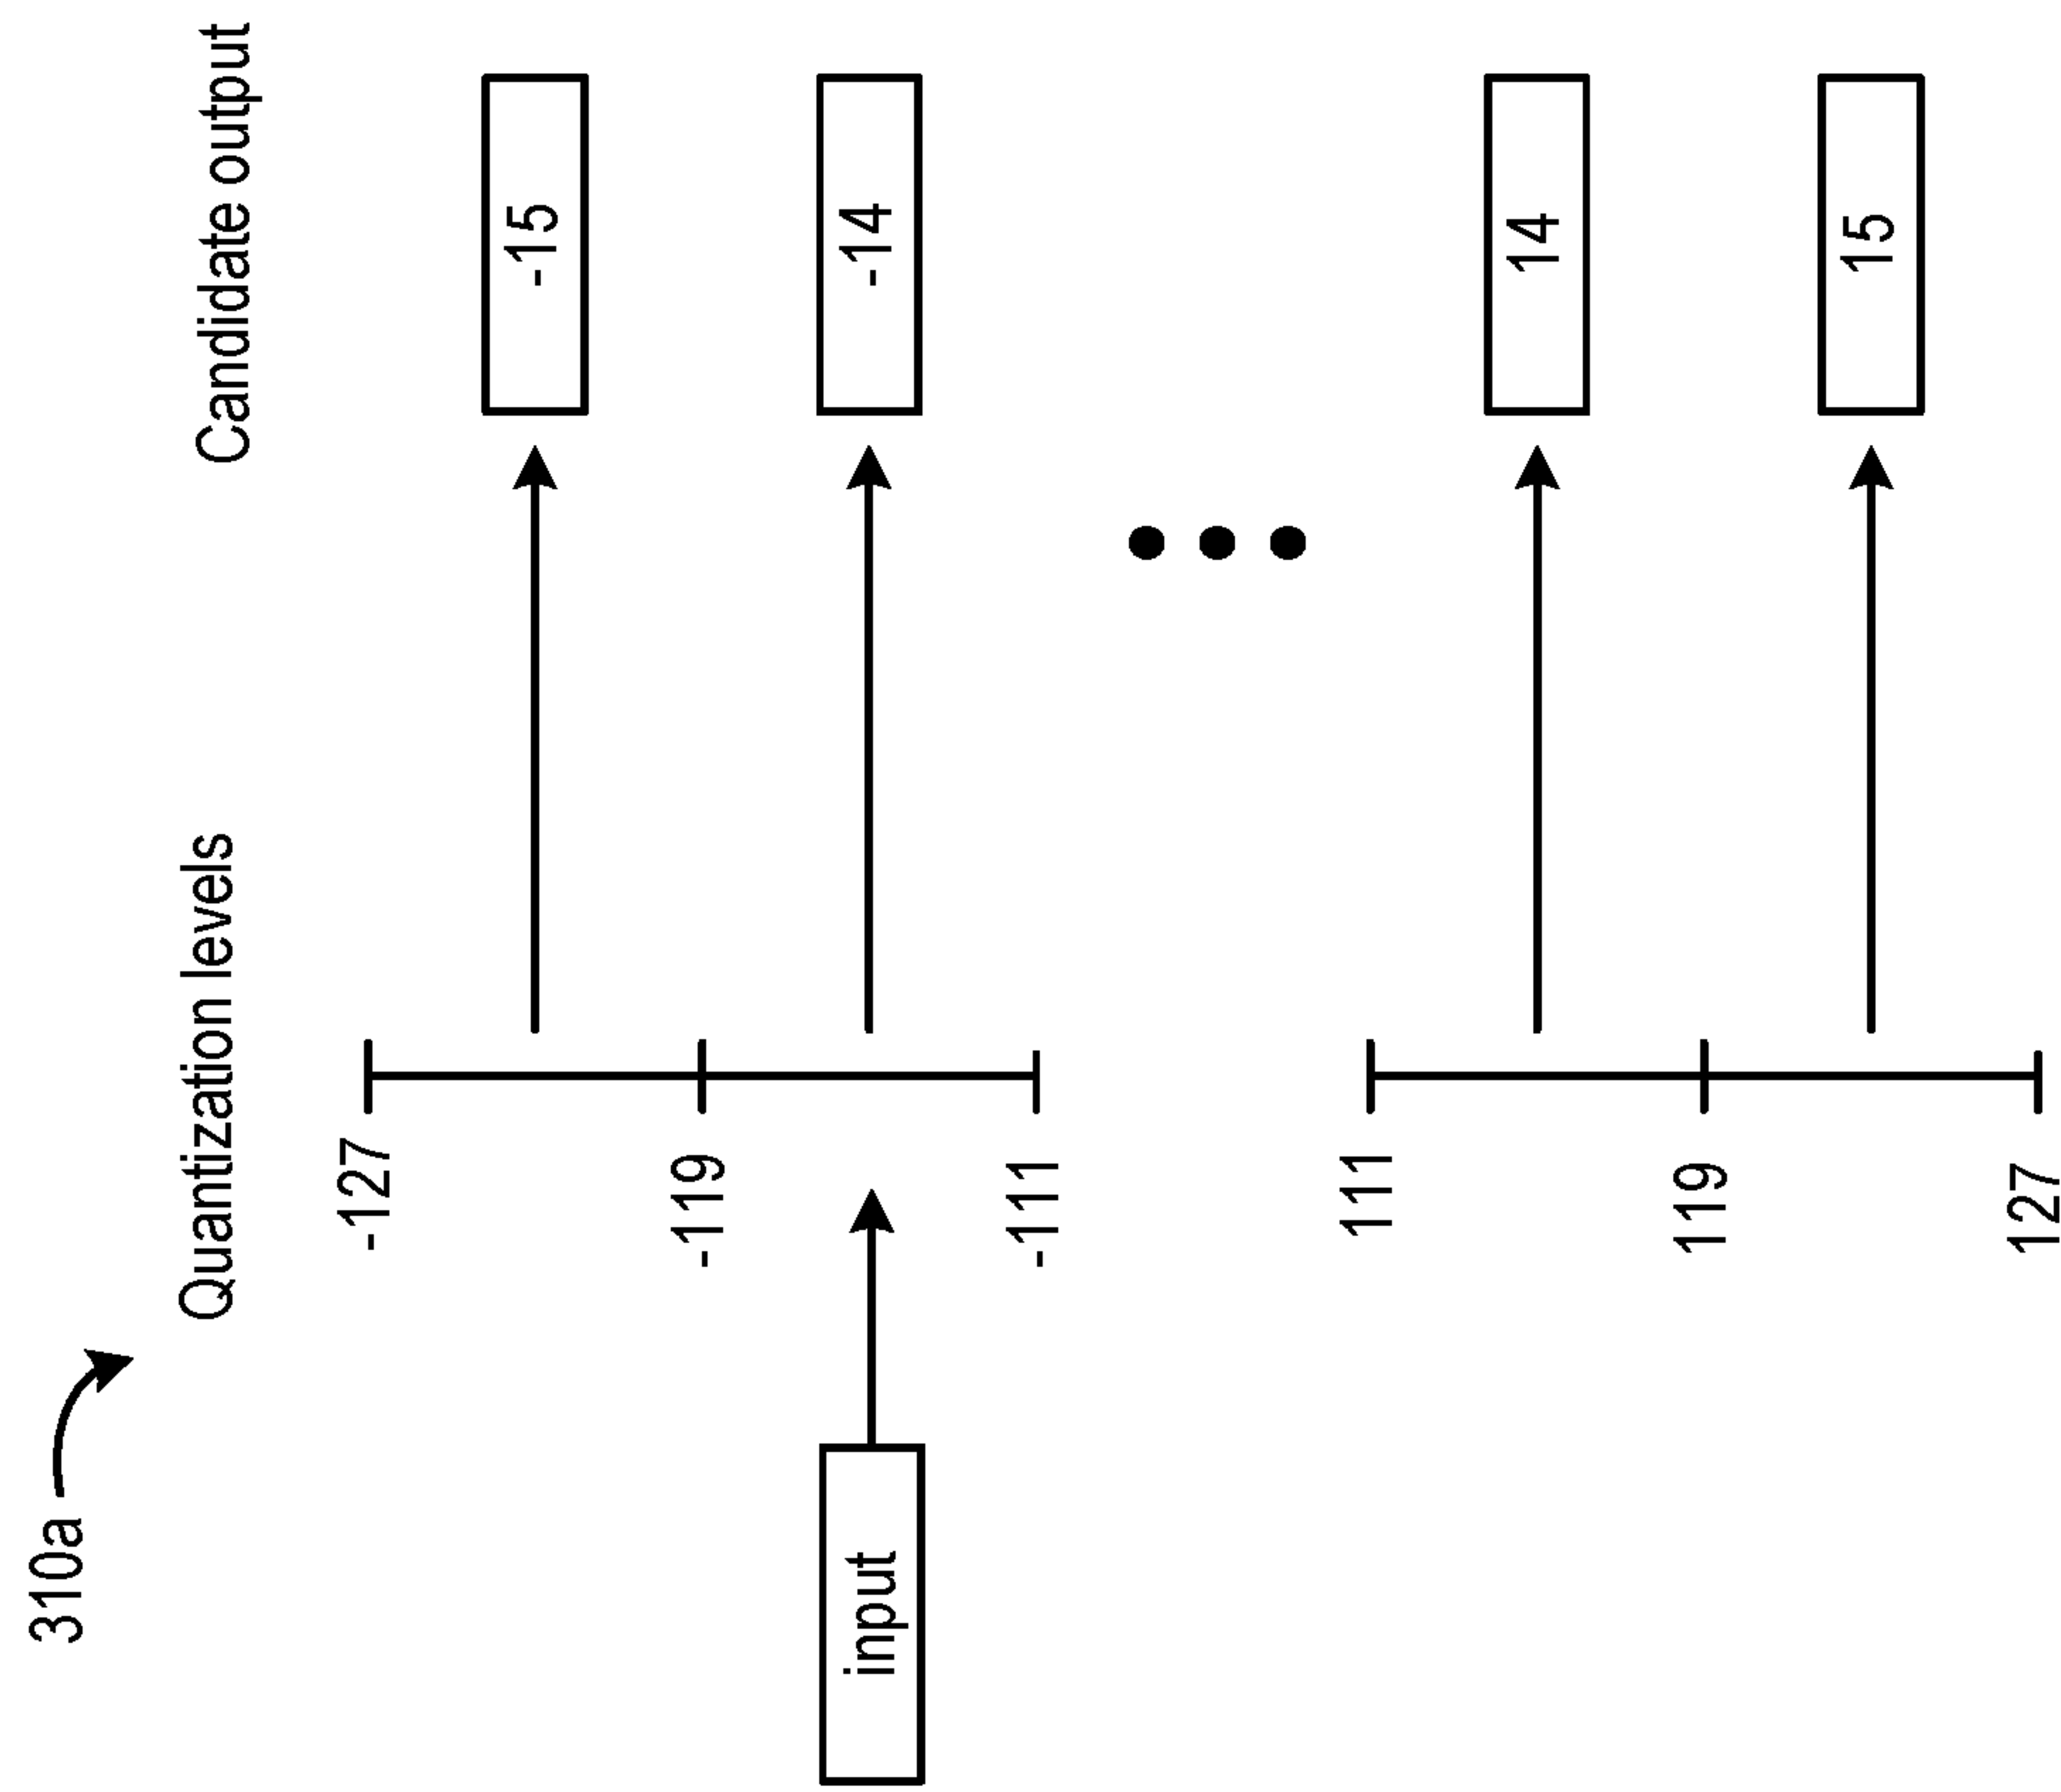 310a
Quantization levels
Candidate output
-127
-15
-119
input
-14
-111
111
14
119
15
127